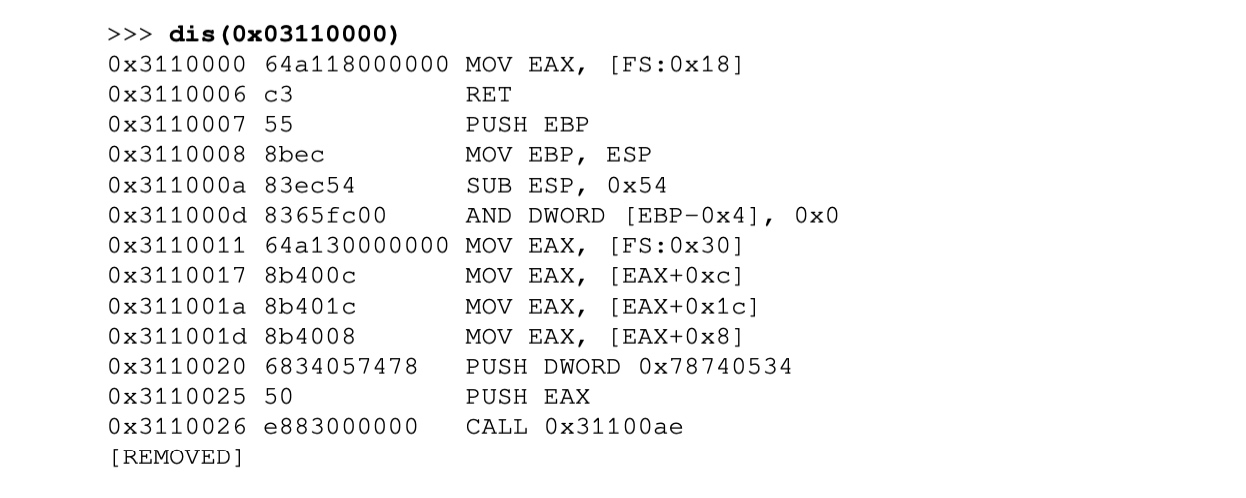 >>> dis(0x03110000)
0x3110000 64a118000000 MOV EAX, [FS:0x18]
0x3110006 c3           RET
0x3110007 55           PUSH EBP
0x3110008 8bec         MOV EBP, ESP
0x311000a 83ec54       SUB ESP, 0x54
0x311000d 8365fc00     AND DWORD [EBP-0x4], 0x0
0x3110011 64a130000000 MOV EAX, [FS:0x30]
0x3110017 8b400c       MOV EAX, [EAX+0xc]
0x311001a 8b401c       MOV EAX, [EAX+0x1c]
0x311001d 8b4008       MOV EAX, [EAX+0x8]
0x3110020 6834057478   PUSH DWORD 0x78740534
0x3110025 50           PUSH EAX
0x3110026 e883000000   CALL 0x31100ae
[REMOVED]